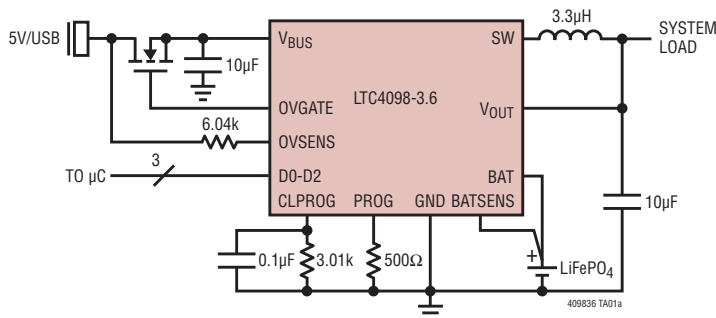 5V/USB
VBUS
SW
3.3µH
SYSTEM
LOAD
10µF
LTC4098-3.6
OVGATE
VOUT
6.04k
OVSENS
TO µC
3
D0-D2
BAT
CLPROG
PROG
GND
BATSENS
10µF
0.1µF
3.01k
500Ω
+
LiFePO4
409836 TA01a